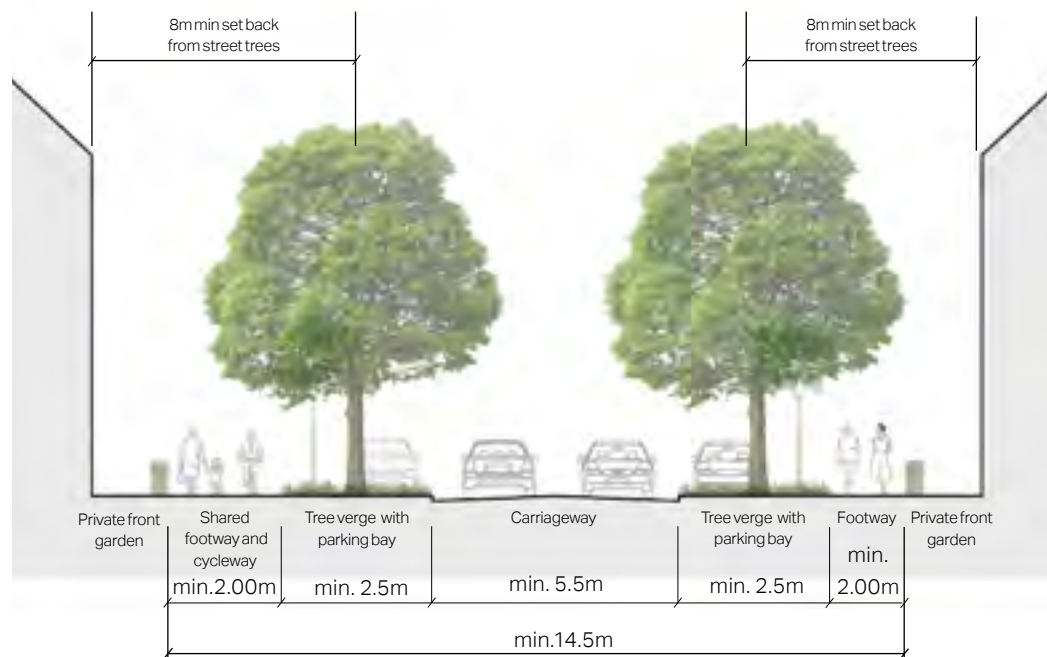 8m min set back
from street trees
8m min set back
from street trees
Private front
garden
Shared
footway and
cycleway
min.2.00m
Tree verge with
parking bay
min. 2.5m
Carriageway
min. 5.5m
Tree verge with
parking bay
min. 2.5m
Footway
min.
2.00m
Private front
garden
min.14.5m